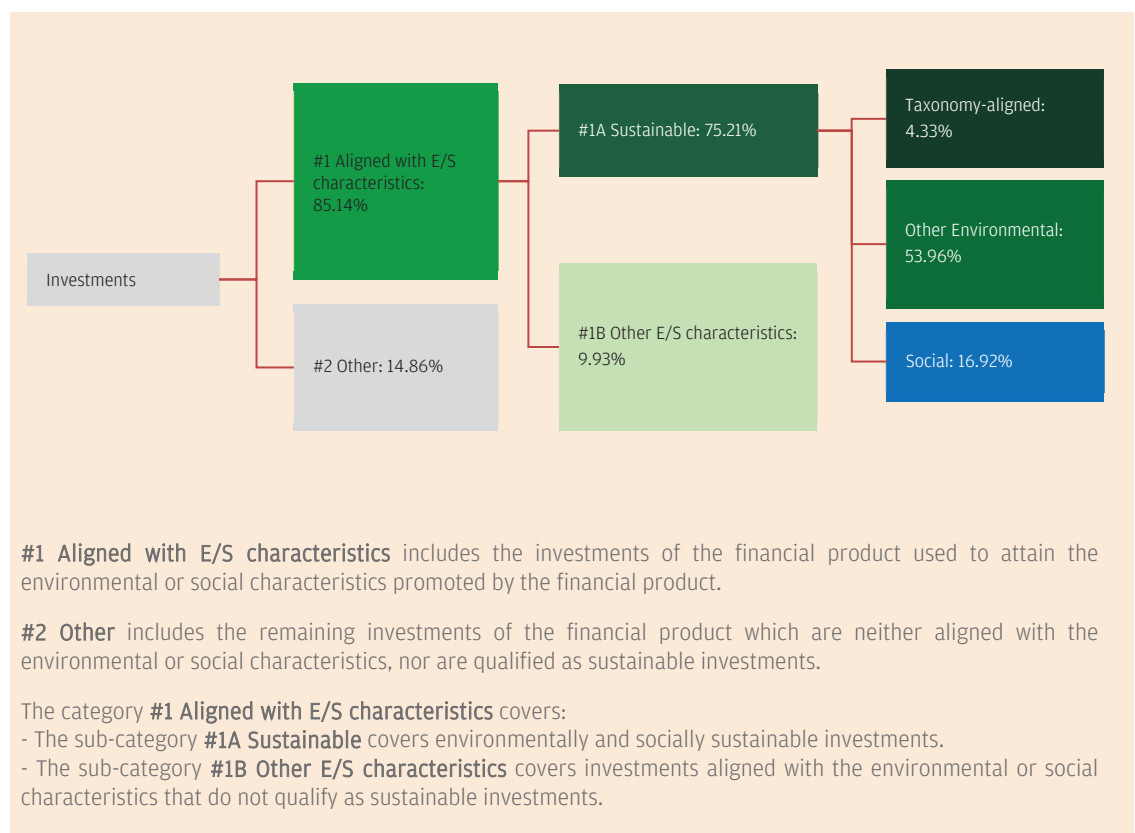 Investments
#1 Aligned with E/S
characteristics:
85.14%
#2 Other: 14.86%
#1A Sustainable: 75.21%
#1B Other E/S characteristics:
9.93%
Taxonomy-aligned:
4.33%
Other Environmental:
53.96%
Social: 16.92%
#1 Aligned with E/S characteristics includes the investments of the financial product used to attain the
environmental or social characteristics promoted by the financial product.
#2 Other includes the remaining investments of the financial product which are neither aligned with the
environmental or social characteristics, nor are qualified as sustainable investments.
The category #1 Aligned with E/S characteristics covers:
- The sub-category #1A Sustainable covers environmentally and socially sustainable investments.
- The sub-category #1B Other E/S characteristics covers investments aligned with the environmental or social
characteristics that do not qualify as sustainable investments.